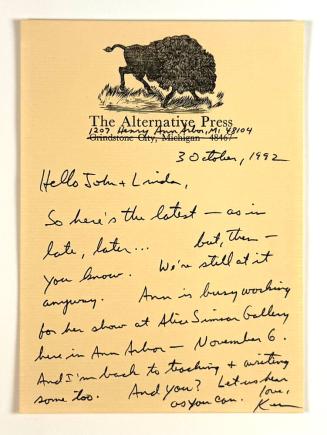 The Alternative Press
1207 Henry Ann Arbor, MI 48104
Grindstone City, Michigan 48467
3 October, 1992
Hello John + Linda,
So here's the latest — as in
late, later... but, then —
you know. We're still at it
anyway. Ann is busy working
for her show at Alice Simsar Gallery
here in Ann Arbor — November 6.
And I'm back to teaching + writing
some too. And you? Let us hear
as you can. love,
Ken